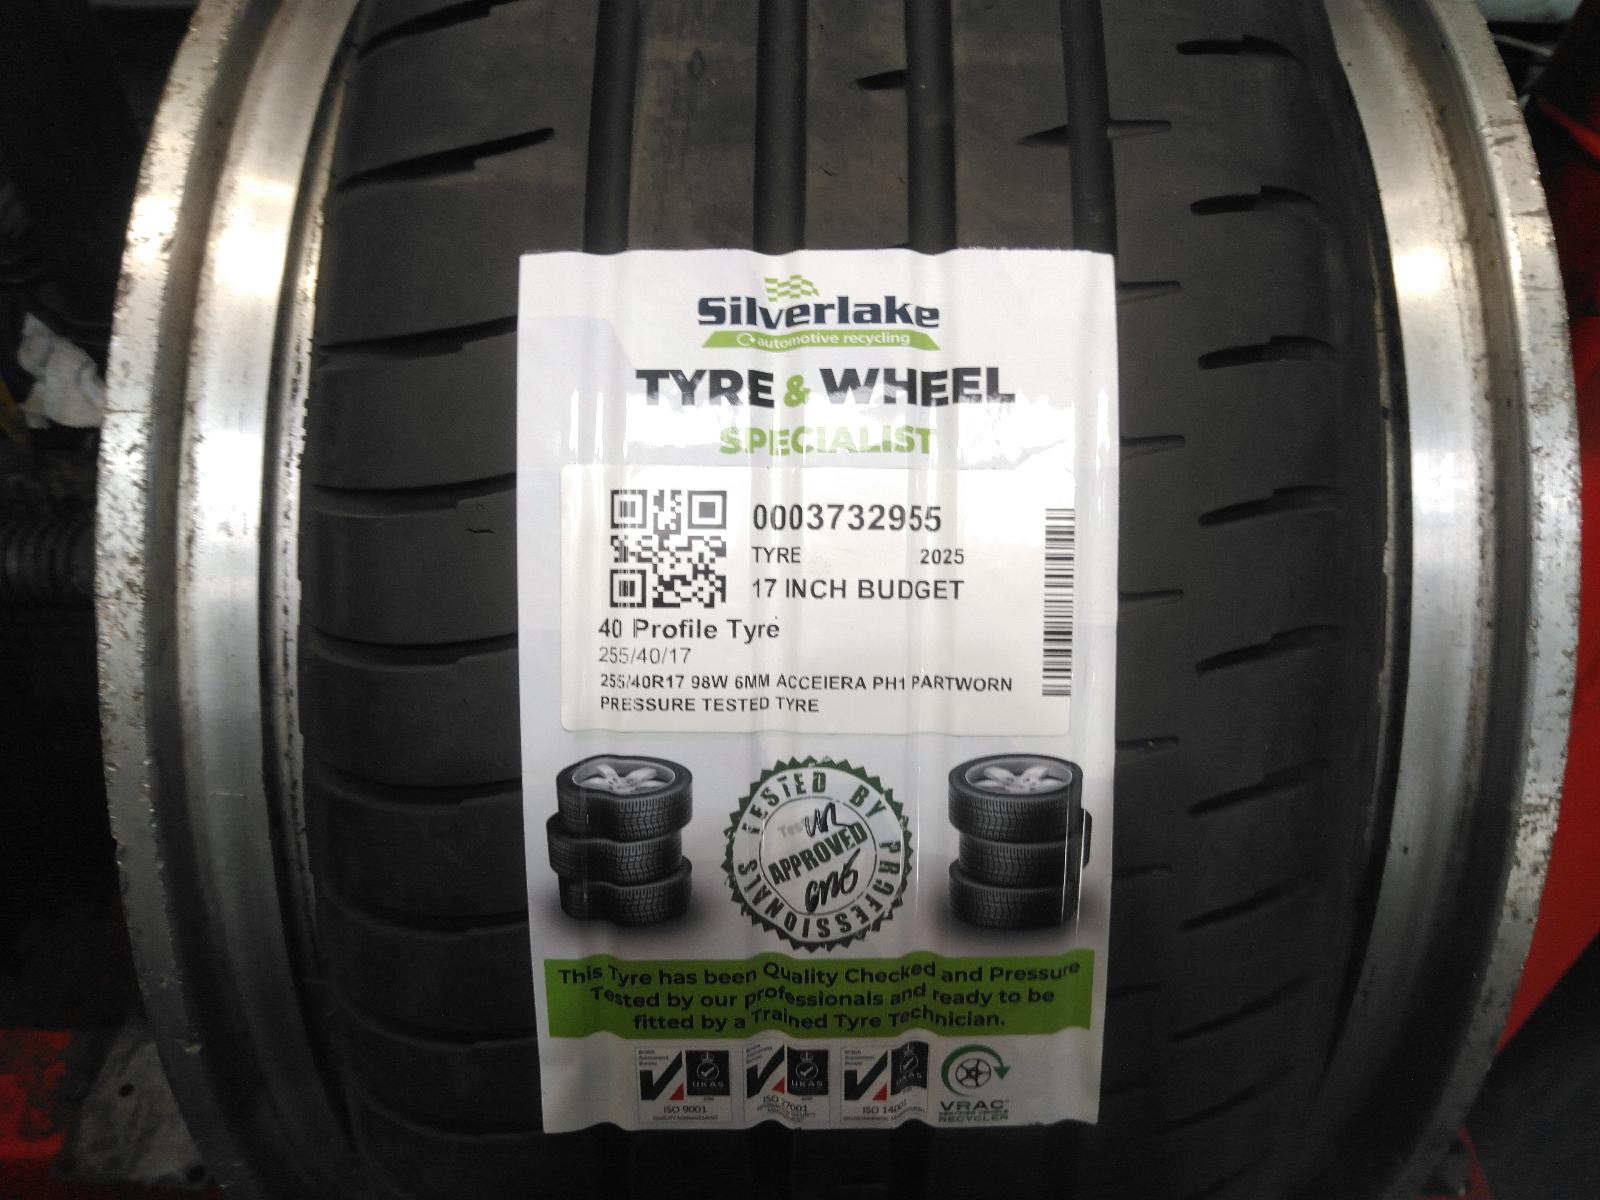 Silverlake
automotive recycling
TYRE & WHEEL
SPECIALIST
0003732955
TYRE 2025
17 INCH BUDGET
40 Profile Tyre
255/40/17
255/40R17 98W 6MM ACCEIERA PH1 PARTWORN
PRESSURE TESTED TYRE
TESTED BY PROFESSIONALS
APPROVED
This Tyre has been Quality Checked and Pressure
Tested by our professionals and ready to be
fitted by a Trained Tyre Technician.
UKAS
ISO 9001
QUALITY MANAGEMENT
UKAS
ISO 27001
UKAS
ISO 14001
VRAC
RECYCLER